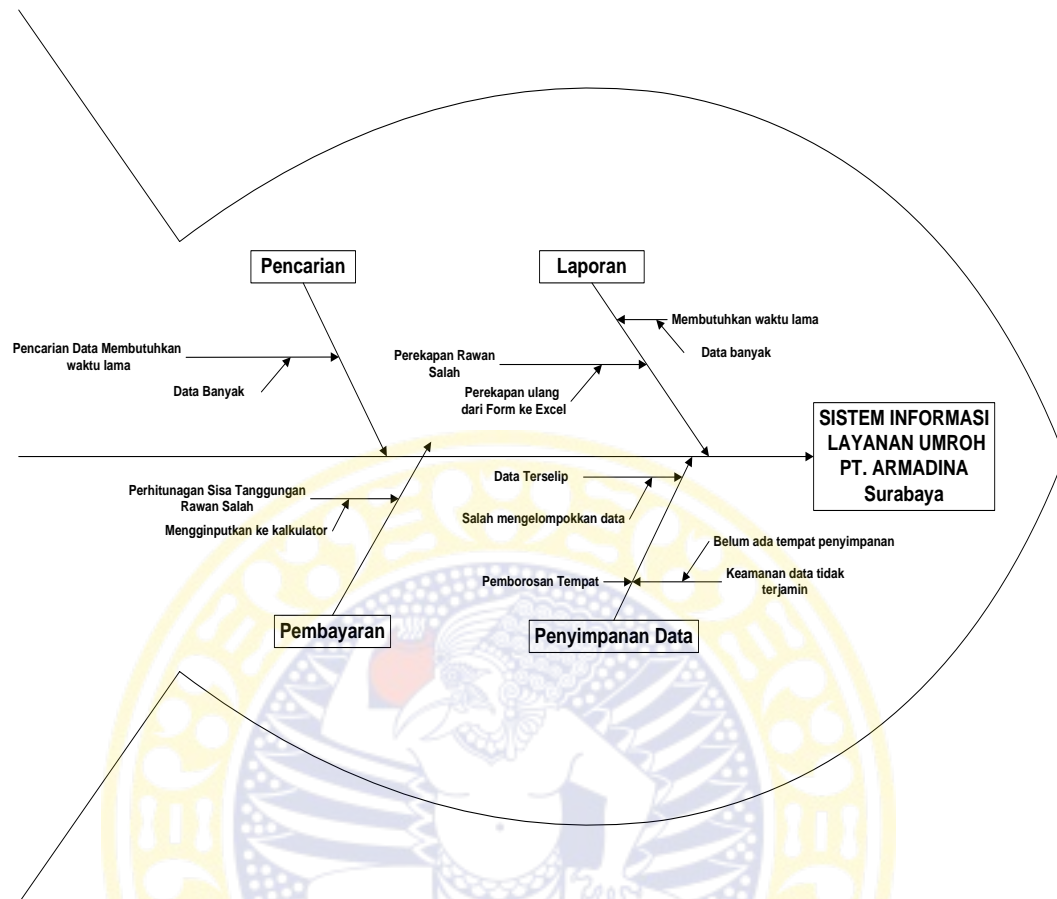 Pencarian
Laporan
Membutuhkan waktu lama
Data banyak
Pencarian Data Membutuhkan
waktu lama
Data Banyak
Perekapan Rawan
Salah
Perekapan ulang
dari Form ke Excel
SISTEM INFORMASI
LAYANAN UMROH
PT. ARMADINA
Surabaya
Perhitunagan Sisa Tanggungan
Rawan Salah
Mengginputkan ke kalkulator
Data Terselip
Salah mengelompokkan data
Belum ada tempat penyimpanan
Pemborosan Tempat
Keamanan data tidak
terjamin
Pembayaran
Penyimpanan Data